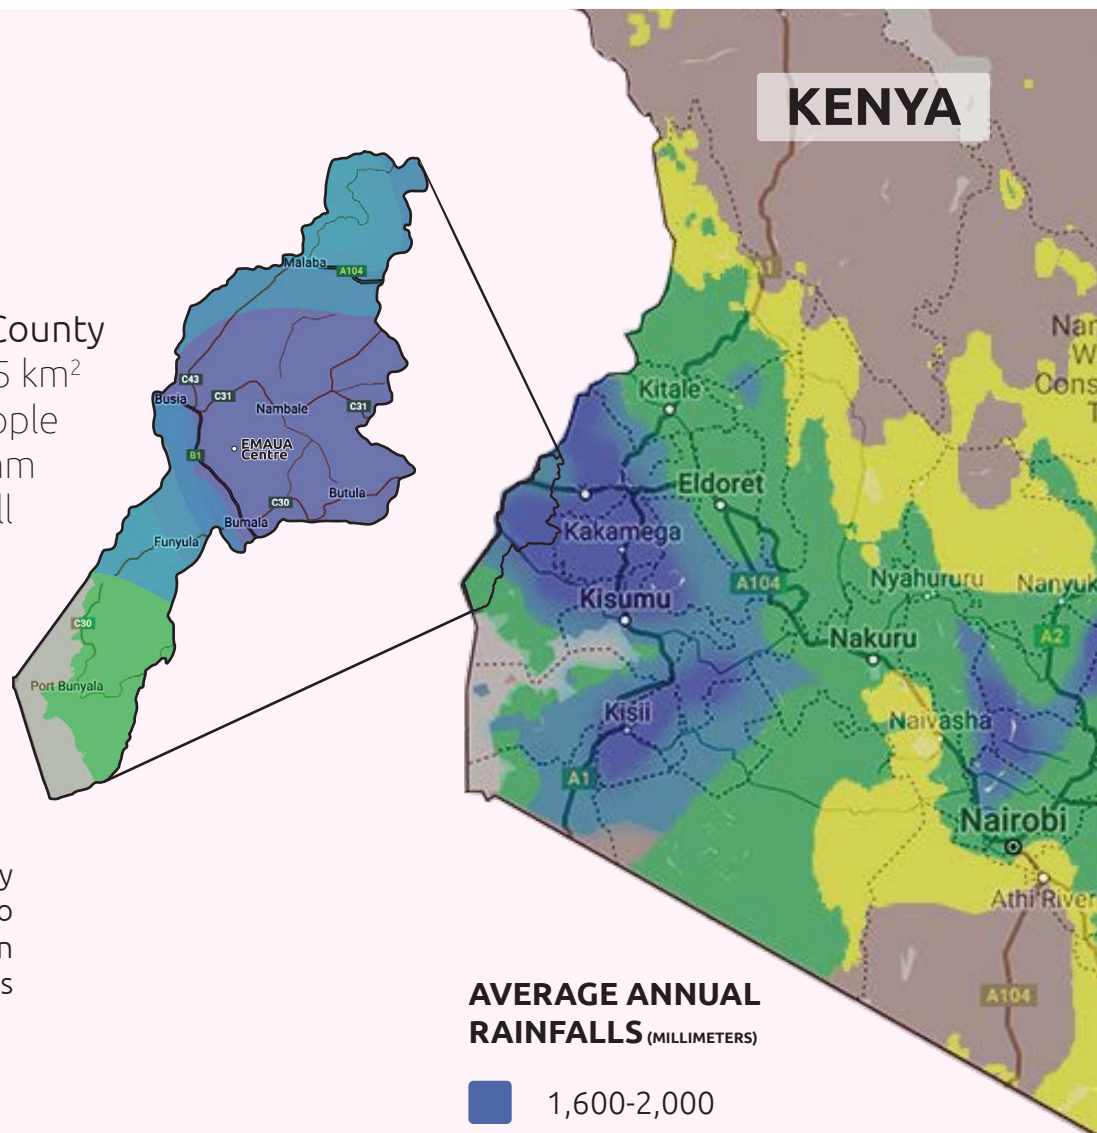 KENYA
Malaba
A104
County
5 km²
C43
C31
Busia
Nambale
C31
EMAUA
Centre
B1
Butula
C30
Bumala
Funyula
C30
Port Bunyala
Kitale
Eldoret
Kakamega
A104
Kisumu
Nyahururu
Nanyuk
A2
Nakuru
Kisii
Naivasha
A1
Nairobi
Athi River
A104
Nar
W
Cons
T
y
o
n
s
AVERAGE ANNUAL
RAINFALLS (MILLIMETERS)
1,600-2,000